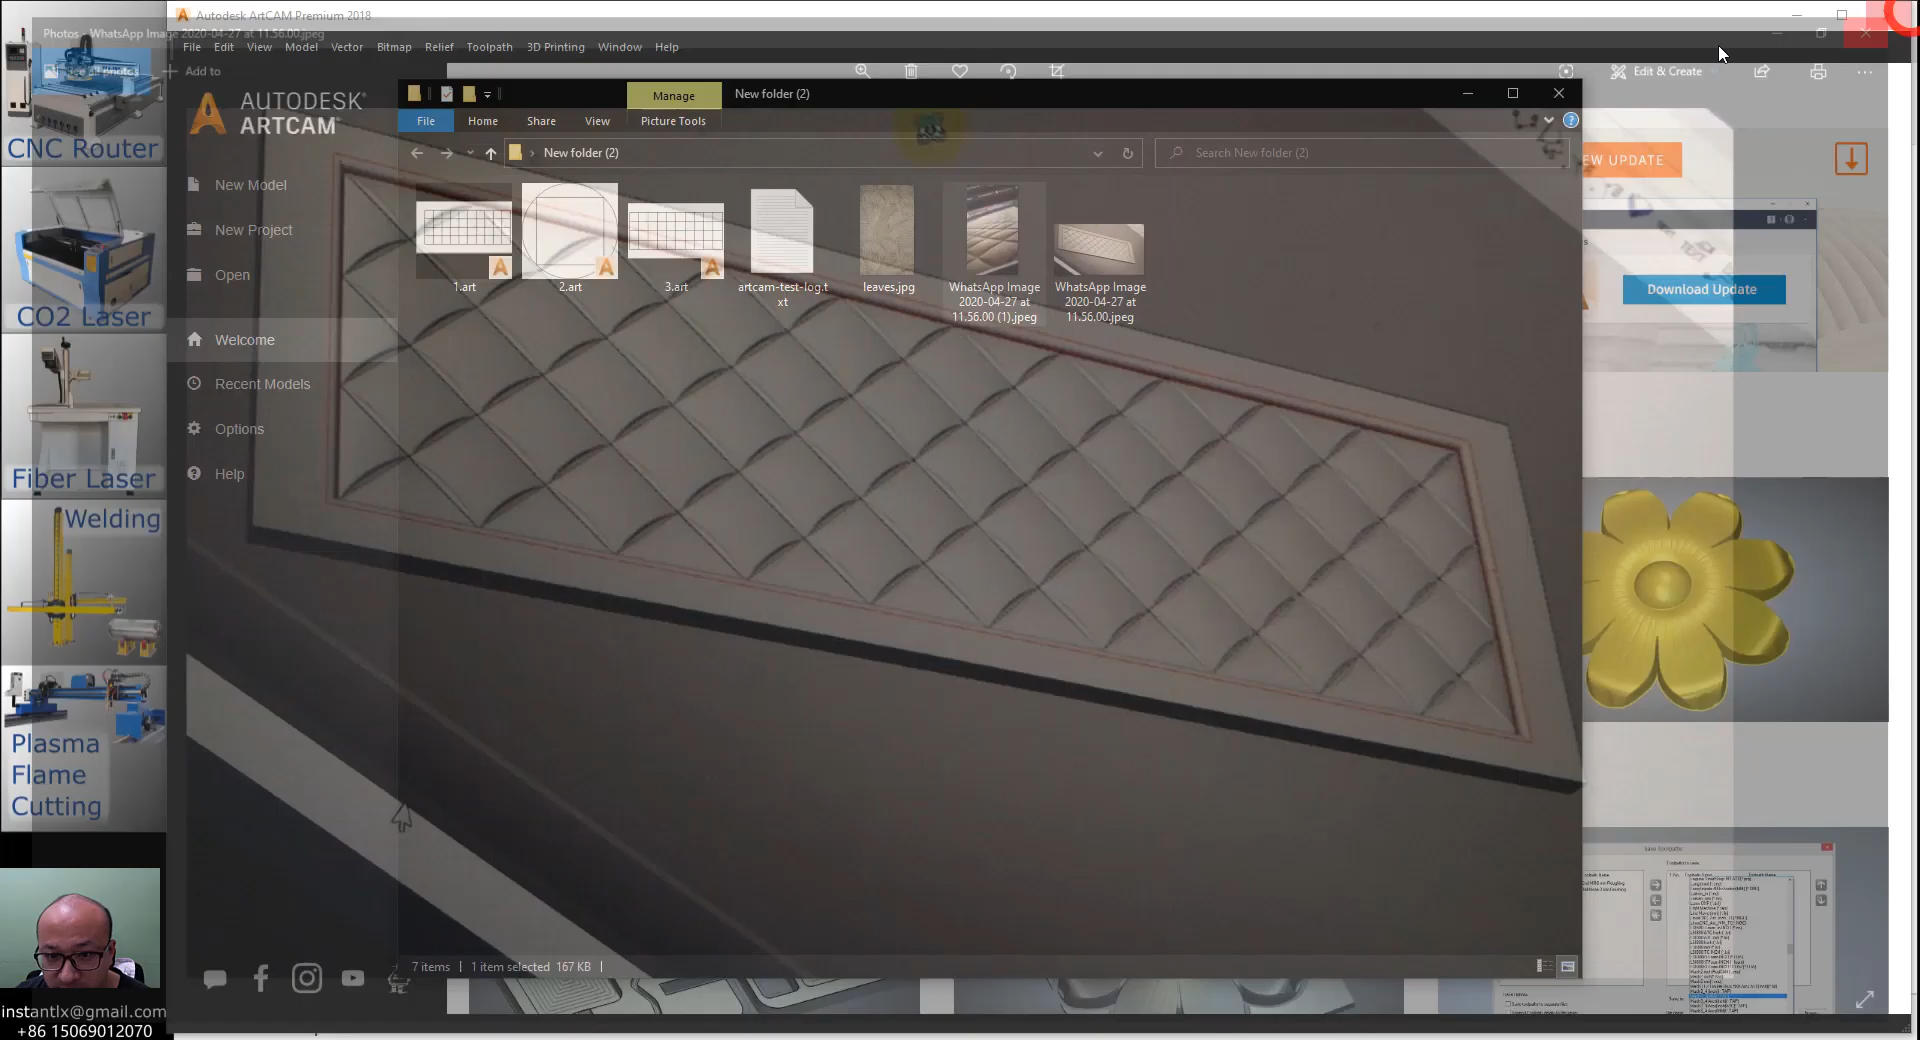 Autodesk ArtCAM Premium 2018
Photos - WhatsApp Image 2020-04-27 at 11.56.00.jpeg
File Edit View Model Vector Bitmap Relief Toolpath 3D Printing Window Help
See all photos
Add to
Edit & Create
AUTODESK®
ARTCAM®
Manage
New folder (2)
File Home Share View Picture Tools
New folder (2)
Search New folder (2)
CNC Router
New Model
New Project
Open
Welcome
Recent Models
Options
Help
1.art
2.art
3.art
artcam-test-log.t
xt
leaves.jpg
WhatsApp Image
2020-04-27 at
11.56.00 (1).jpeg
WhatsApp Image
2020-04-27 at
11.56.00.jpeg
EW UPDATE
Download Update
CO2 Laser
Fiber Laser
Welding
Plasma
Flame
Cutting
7 items
1 item selected 167 KB
instantlx@gmail.com
+86 15069012070